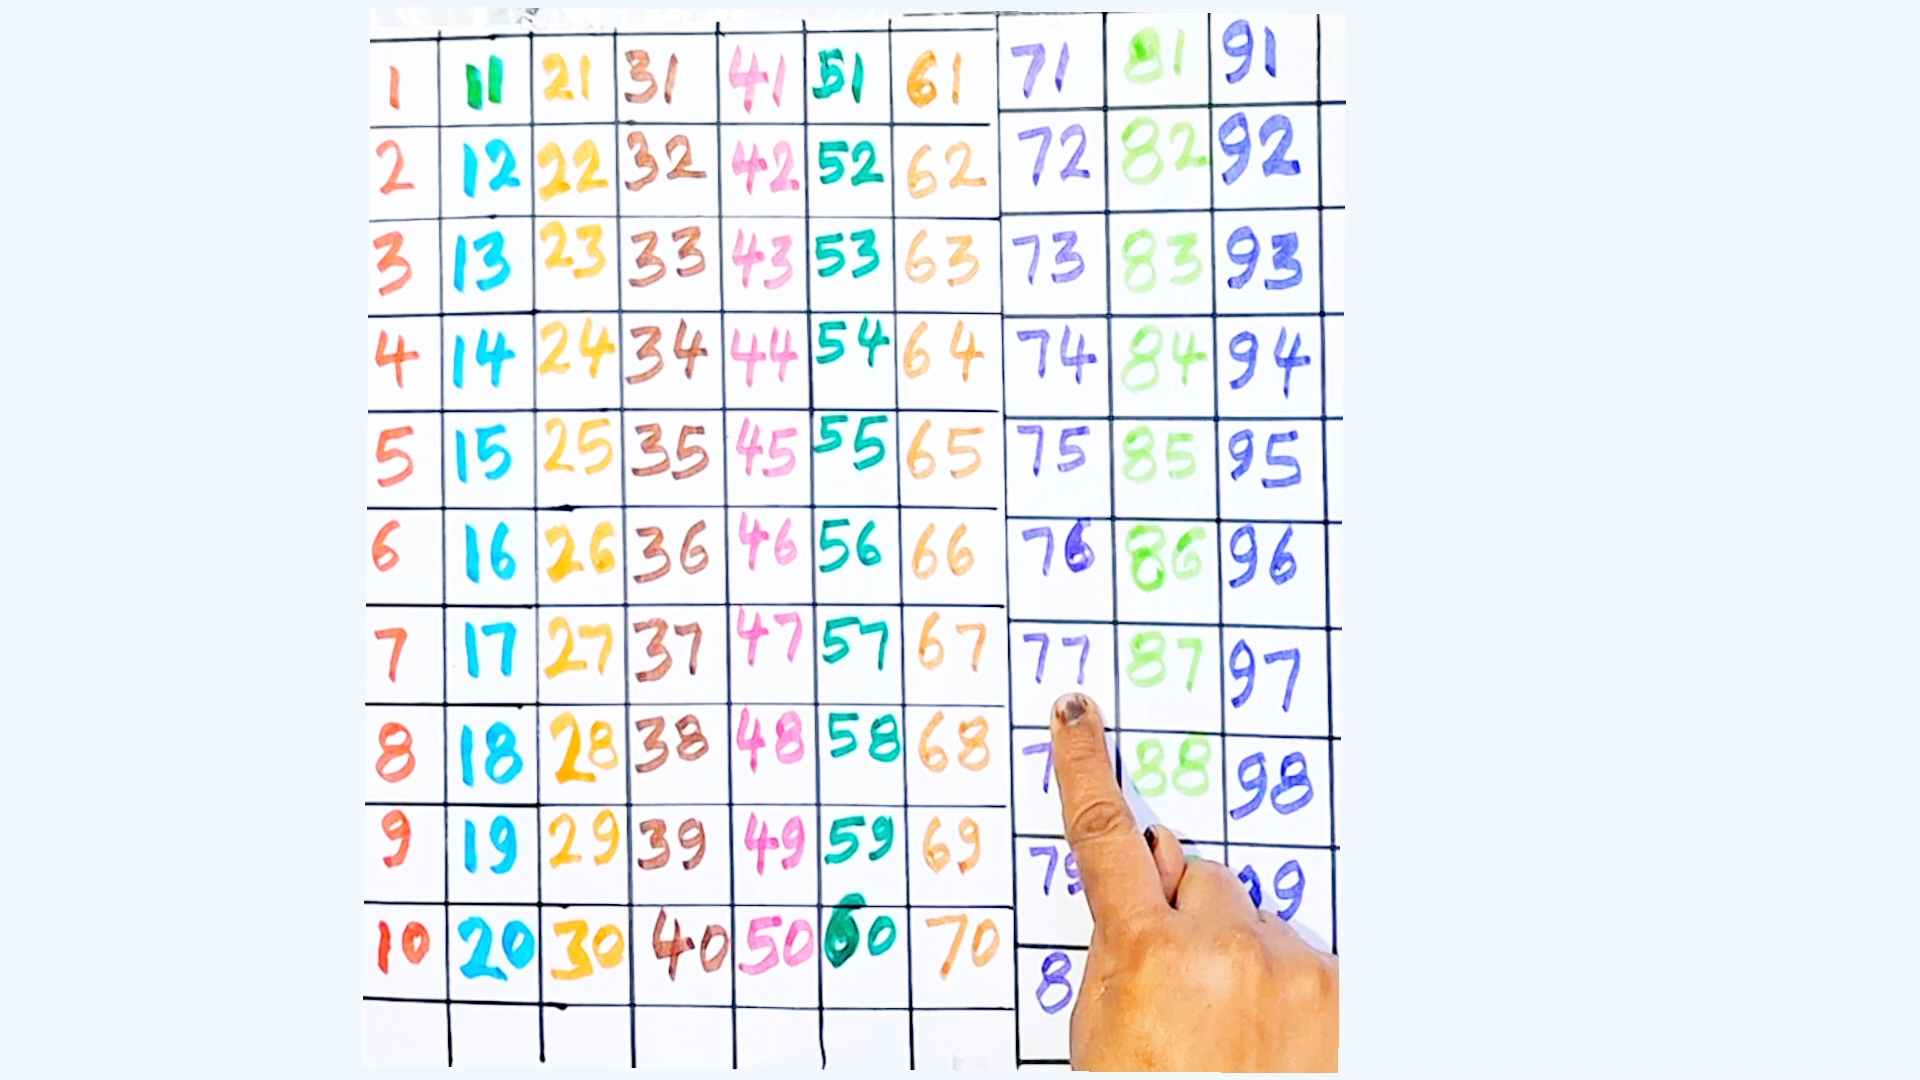 1 11 21 31 41 51 61 71 81 91
2 12 22 32 42 52 62 72 82 92
3 13 23 33 43 53 63 73 83 93
4 14 24 34 44 54 64 74 84 94
5 15 25 35 45 55 65 75 85 95
6 16 26 36 46 56 66 76 86 96
7 17 27 37 47 57 67 77 87 97
8 18 28 38 48 58 68 7 88 98
9 19 29 39 49 59 69 79 99
10 20 30 40 50 60 70 8